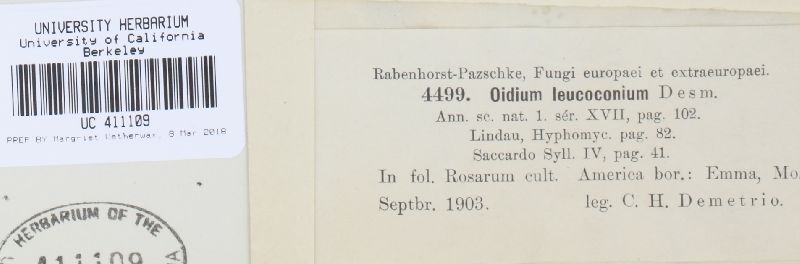 UNIVERSITY HERBARIUM
University of California
Berkeley
UC 411109
PREP BY Margriet Wetherwax, 8 Mar 2018
HERBARIUM OF THE
411109
Rabenhorst-Pazschke, Fungi europaei et extraeuropaei.
4499. Oidium leucoconium Desm.
Ann. sc. nat. 1. sér. XVII, pag. 102.
Lindau, Hyphomyc. pag. 82.
Saccardo Syll. IV, pag. 41.
In fol. Rosarum cult. America bor.: Emma, Mo.
Septbr. 1903. leg. C. H. Demetrio.